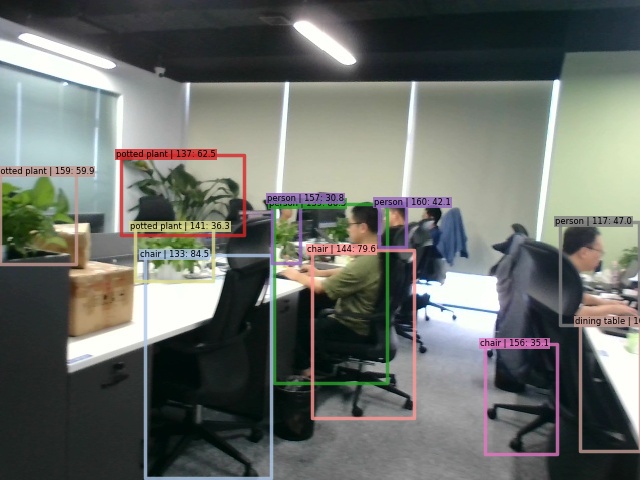 potted plant | 137: 62.5
otted plant | 159: 59.9
person | 157: 30.8
person | 160: 42.1
person | 117: 47.0
potted plant | 141: 36.3
chair | 144: 79.6
chair | 133: 84.5
dining table | 1
chair | 156: 35.1